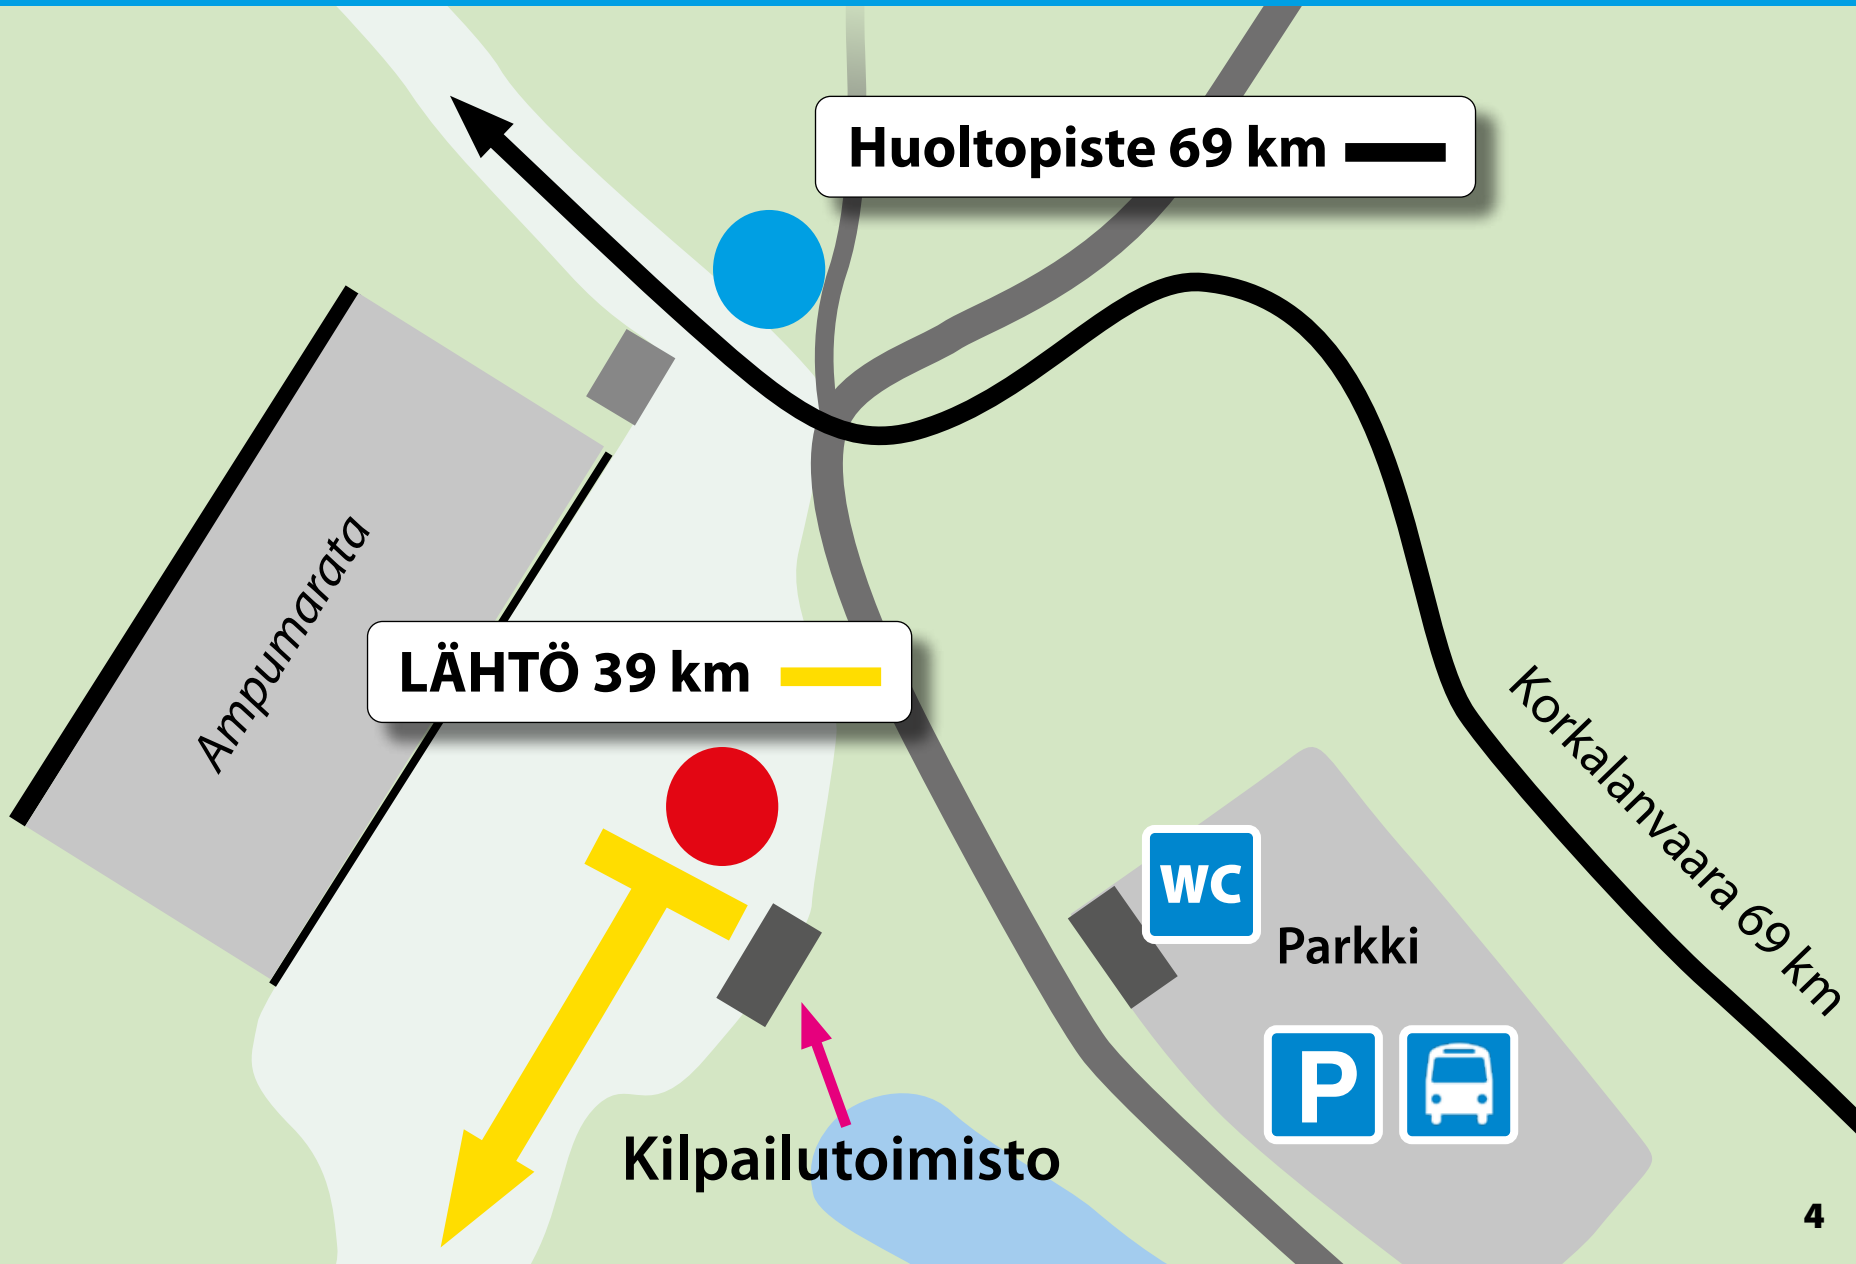 Huoltopiste 69 km
Ampumarata
LÄHTÖ 39 km
Korkalanvaara 69 km
WC
Parkki
P
Kilpailutoimisto
4